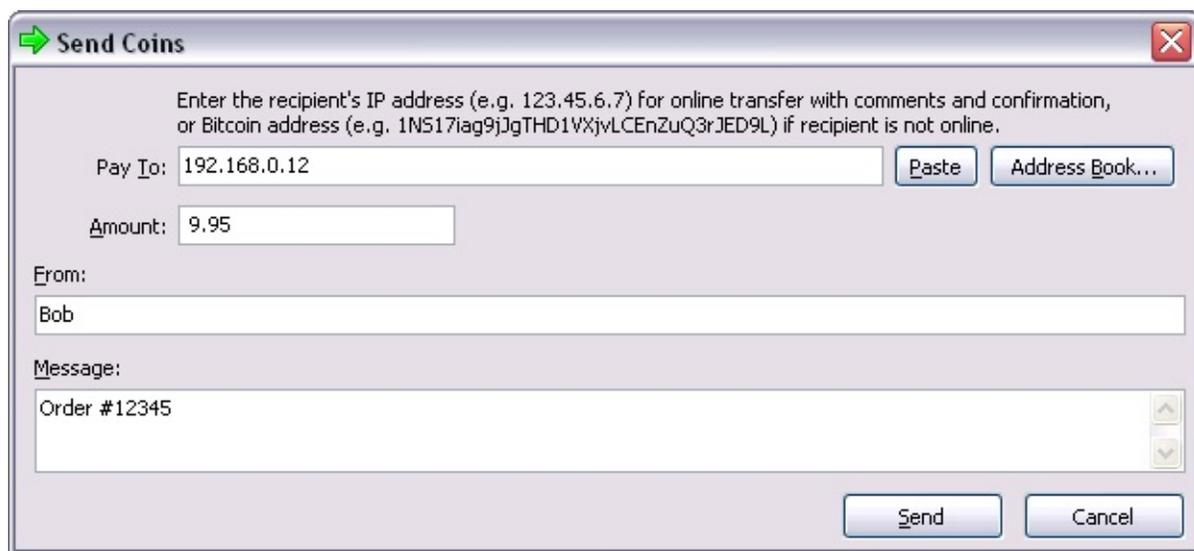 Send Coins
Enter the recipient's IP address (e.g. 123.45.6.7) for online transfer with comments and confirmation,
or Bitcoin address (e.g. 1NS17iag9jJgTHD1VXjvLCEnZuQ3rJED9L) if recipient is not online.
Pay To: 192.168.0.12 Paste Address Book...
Amount: 9.95
From:
Bob
Message:
Order #12345
Send Cancel